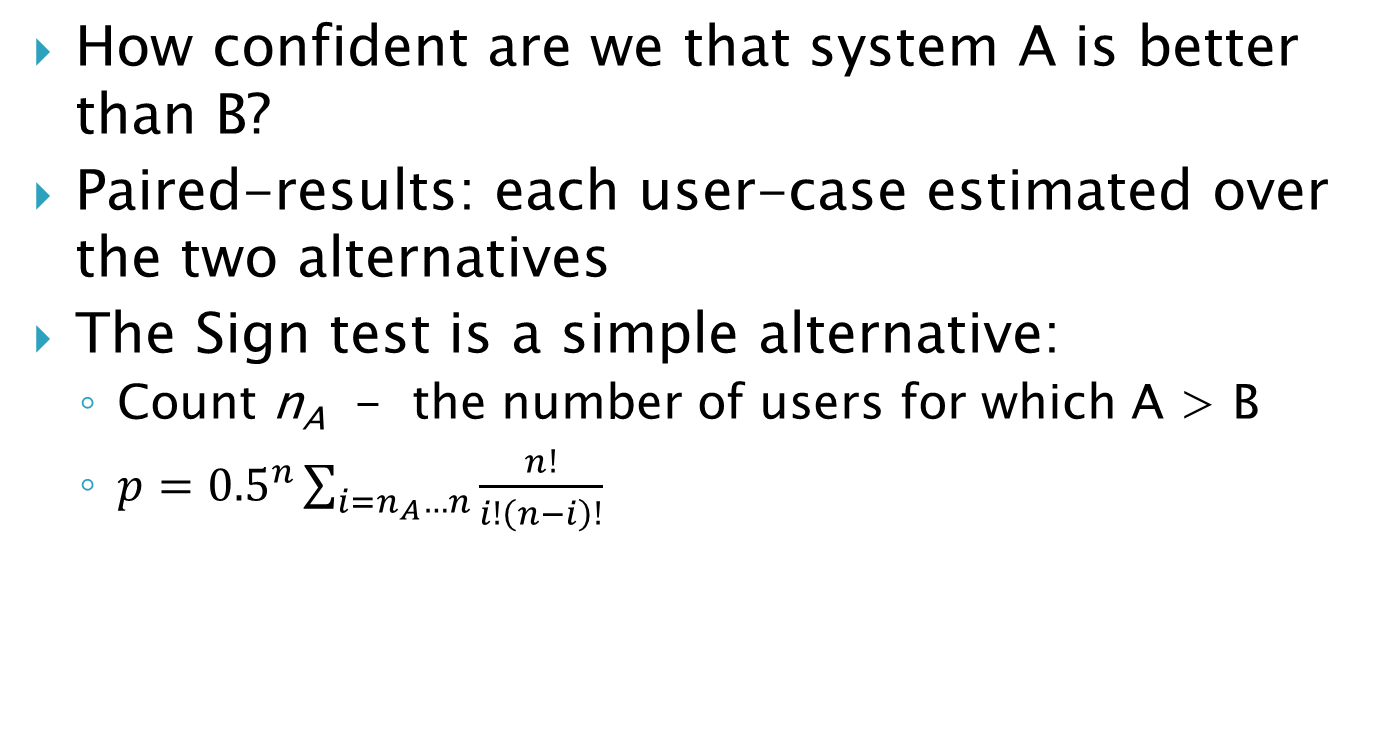 How confident are we that system A is better
than B?
Paired-results: each user-case estimated over
the two alternatives
The Sign test is a simple alternative:
Count n_A – the number of users for which A > B
p = 0.5^n ∑_{i=n_A…n} \frac{n!}{i!(n−i)!}